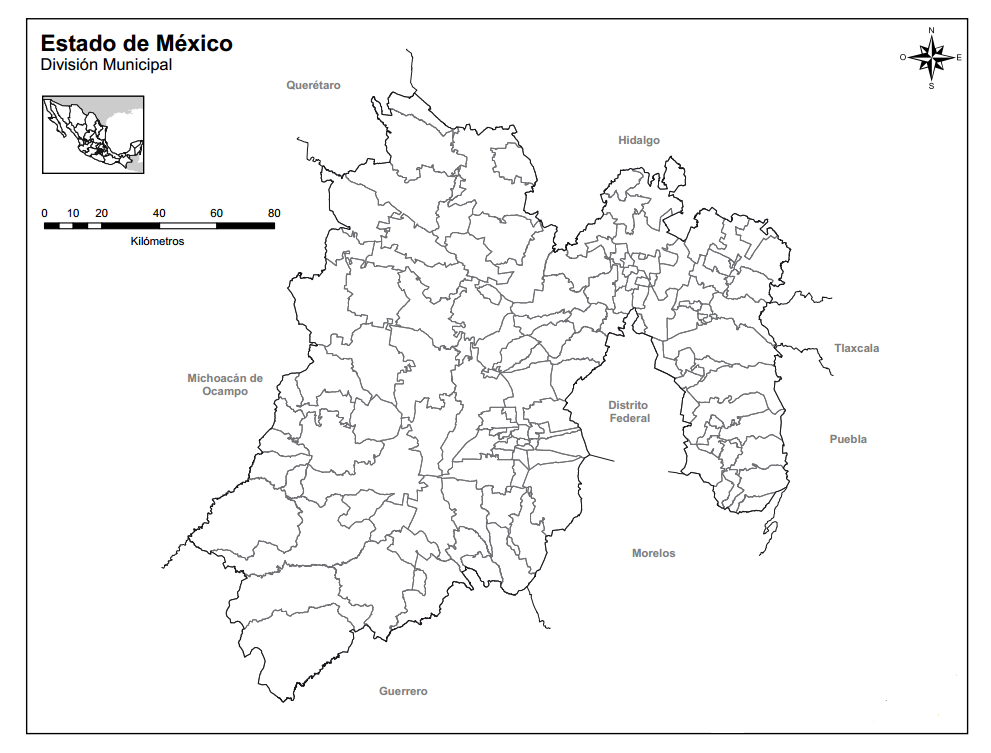 Estado de México
División Municipal
N
O
E
S
Querétaro
Hidalgo
0 10 20 40 60 80
Kilómetros
Tlaxcala
Michoacán de
Ocampo
Distrito
Federal
Puebla
Morelos
Guerrero